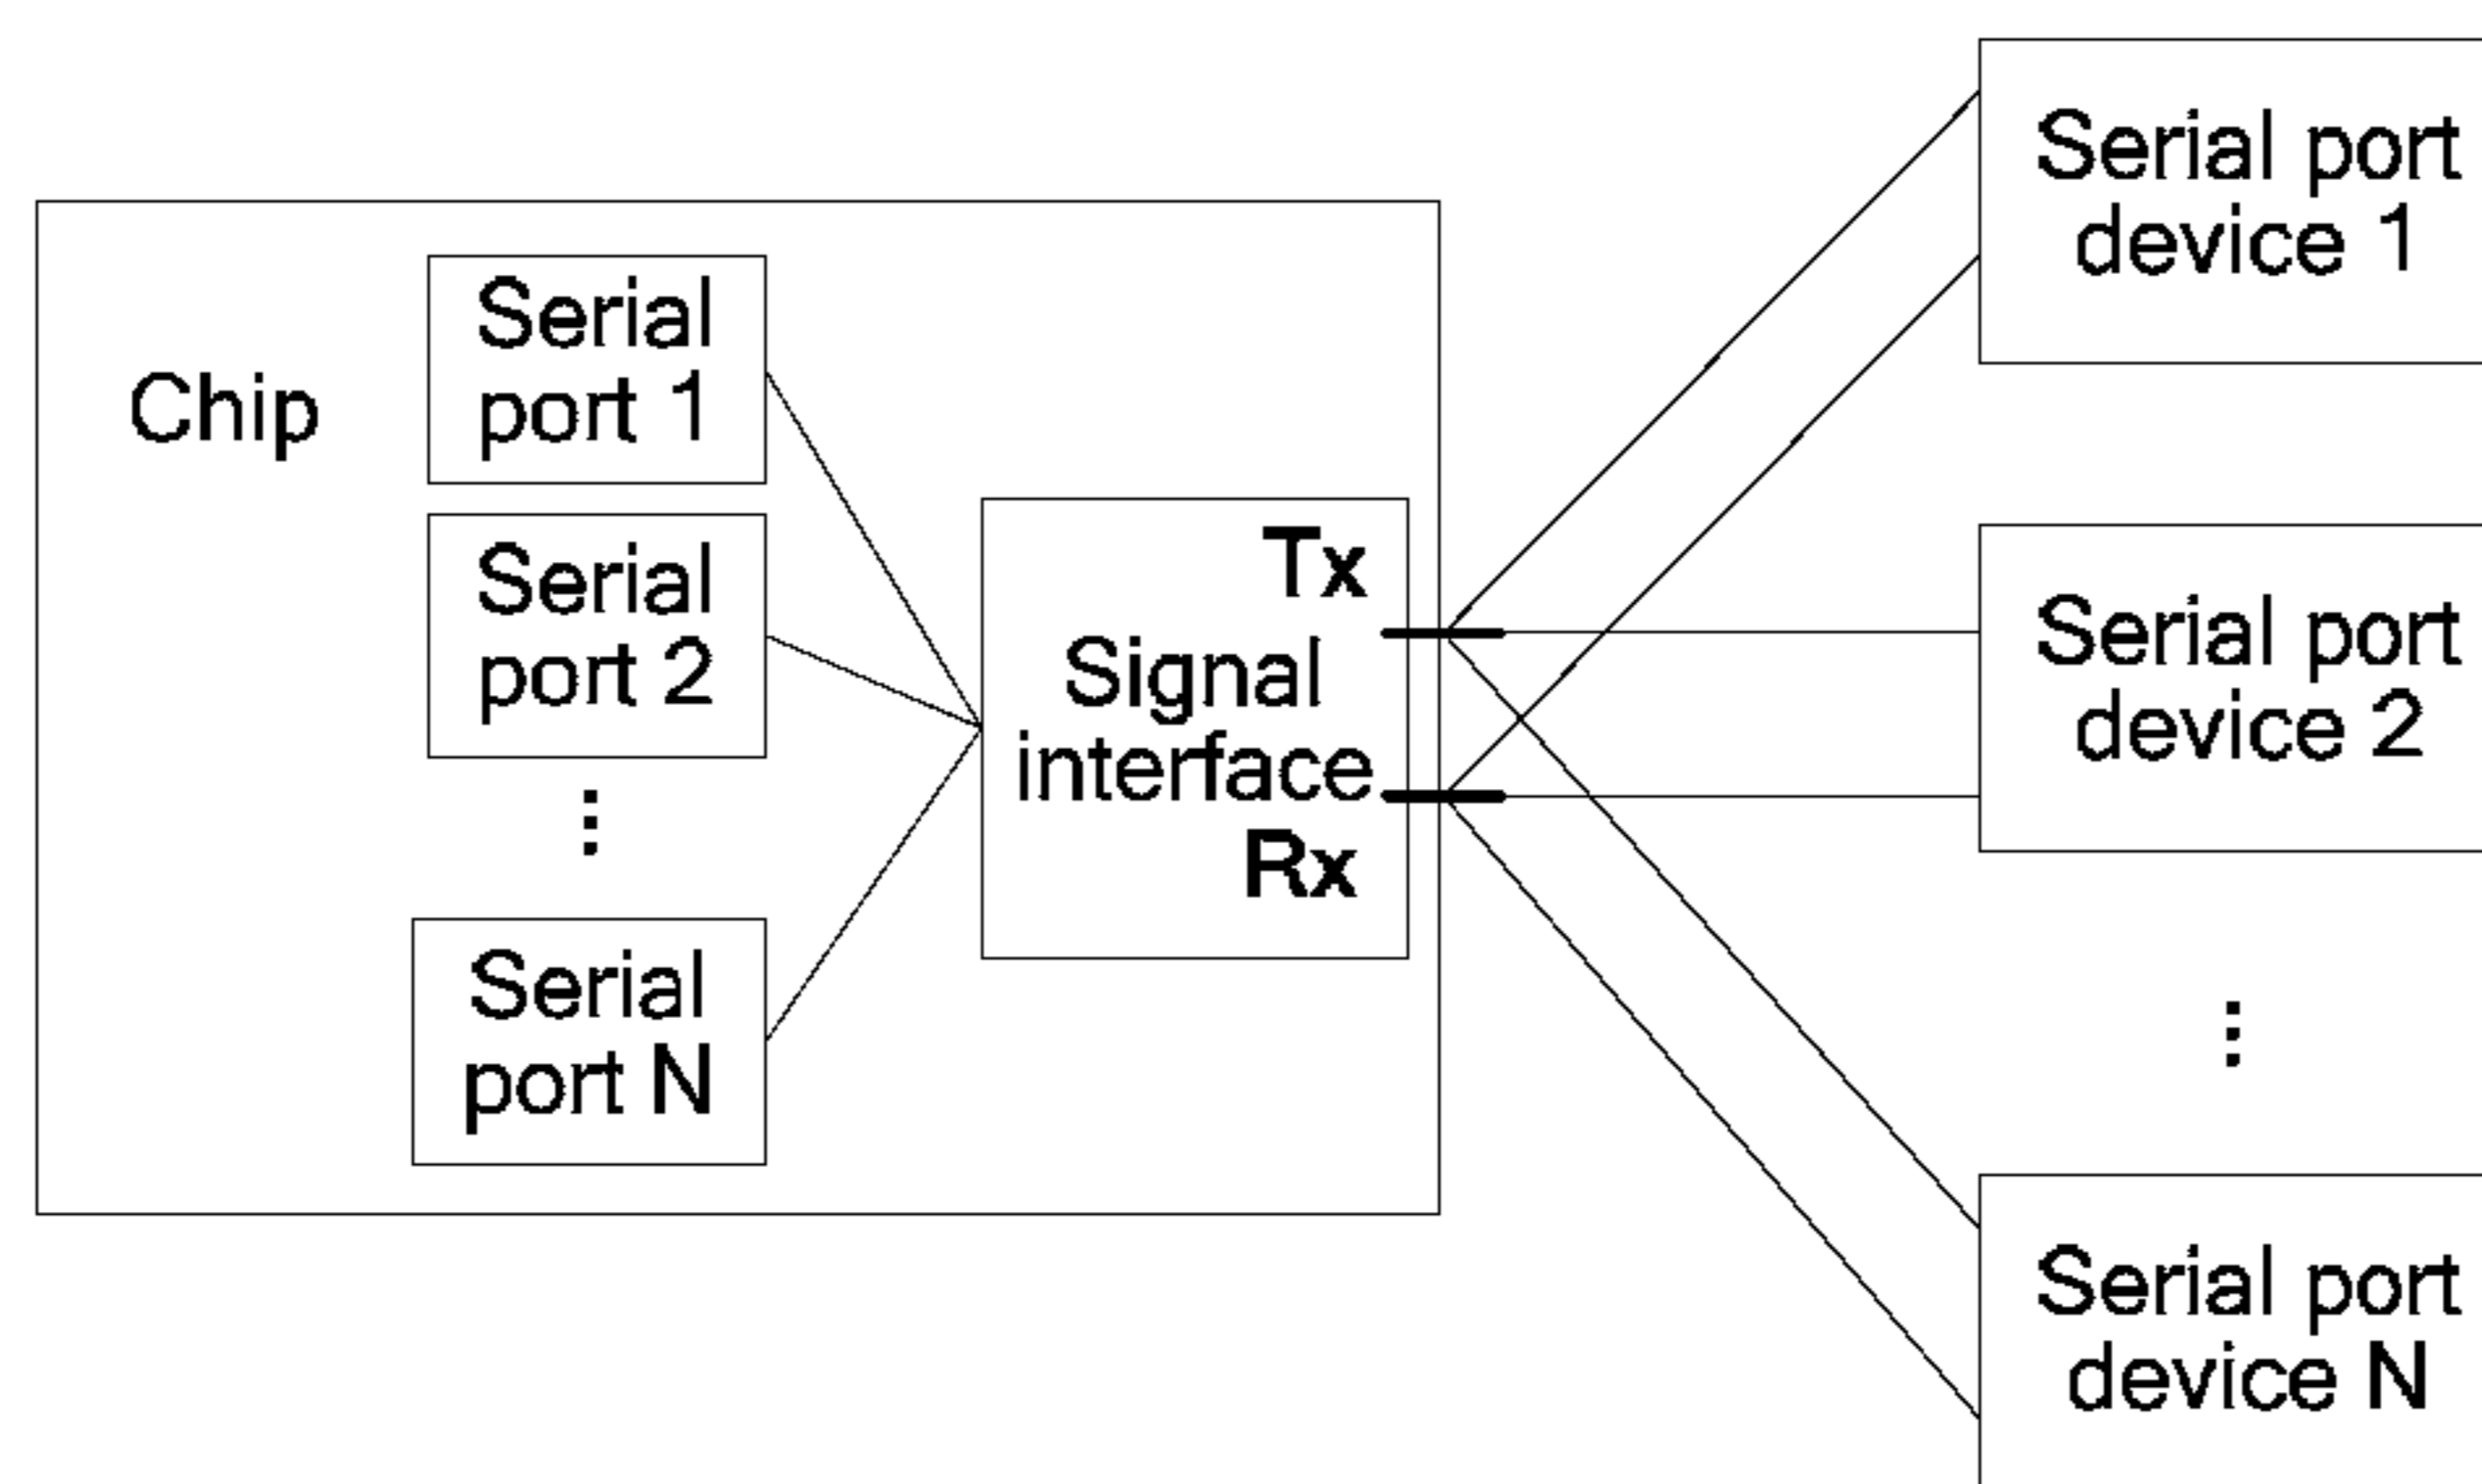 Chip
Serial
port 1
Serial
port 2
Serial
port N
Tx
Signal
interface
Rx
Serial port
device 1
Serial port
device 2
Serial port
device N